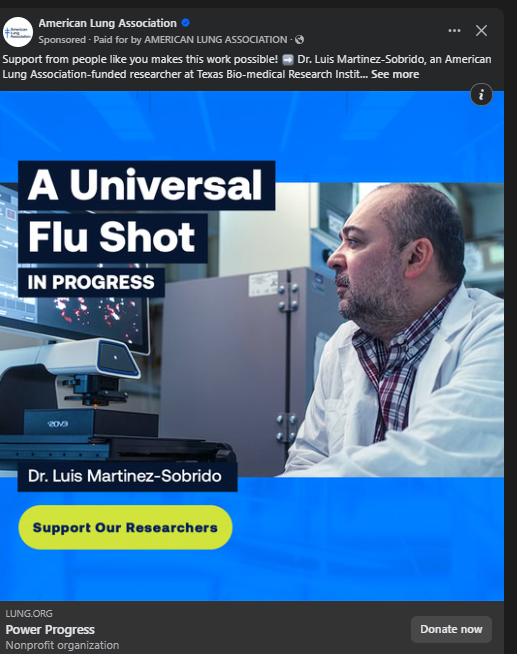 American Lung Association
Sponsored · Paid for by AMERICAN LUNG ASSOCIATION ·
Support from people like you makes this work possible! ➡️ Dr. Luis Martinez-Sobrido, an American
Lung Association-funded researcher at Texas Bio-medical Research Instit... See more
A Universal
Flu Shot
IN PROGRESS
Dr. Luis Martinez-Sobrido
Support Our Researchers
LUNG.ORG
Power Progress
Nonprofit organization
Donate now